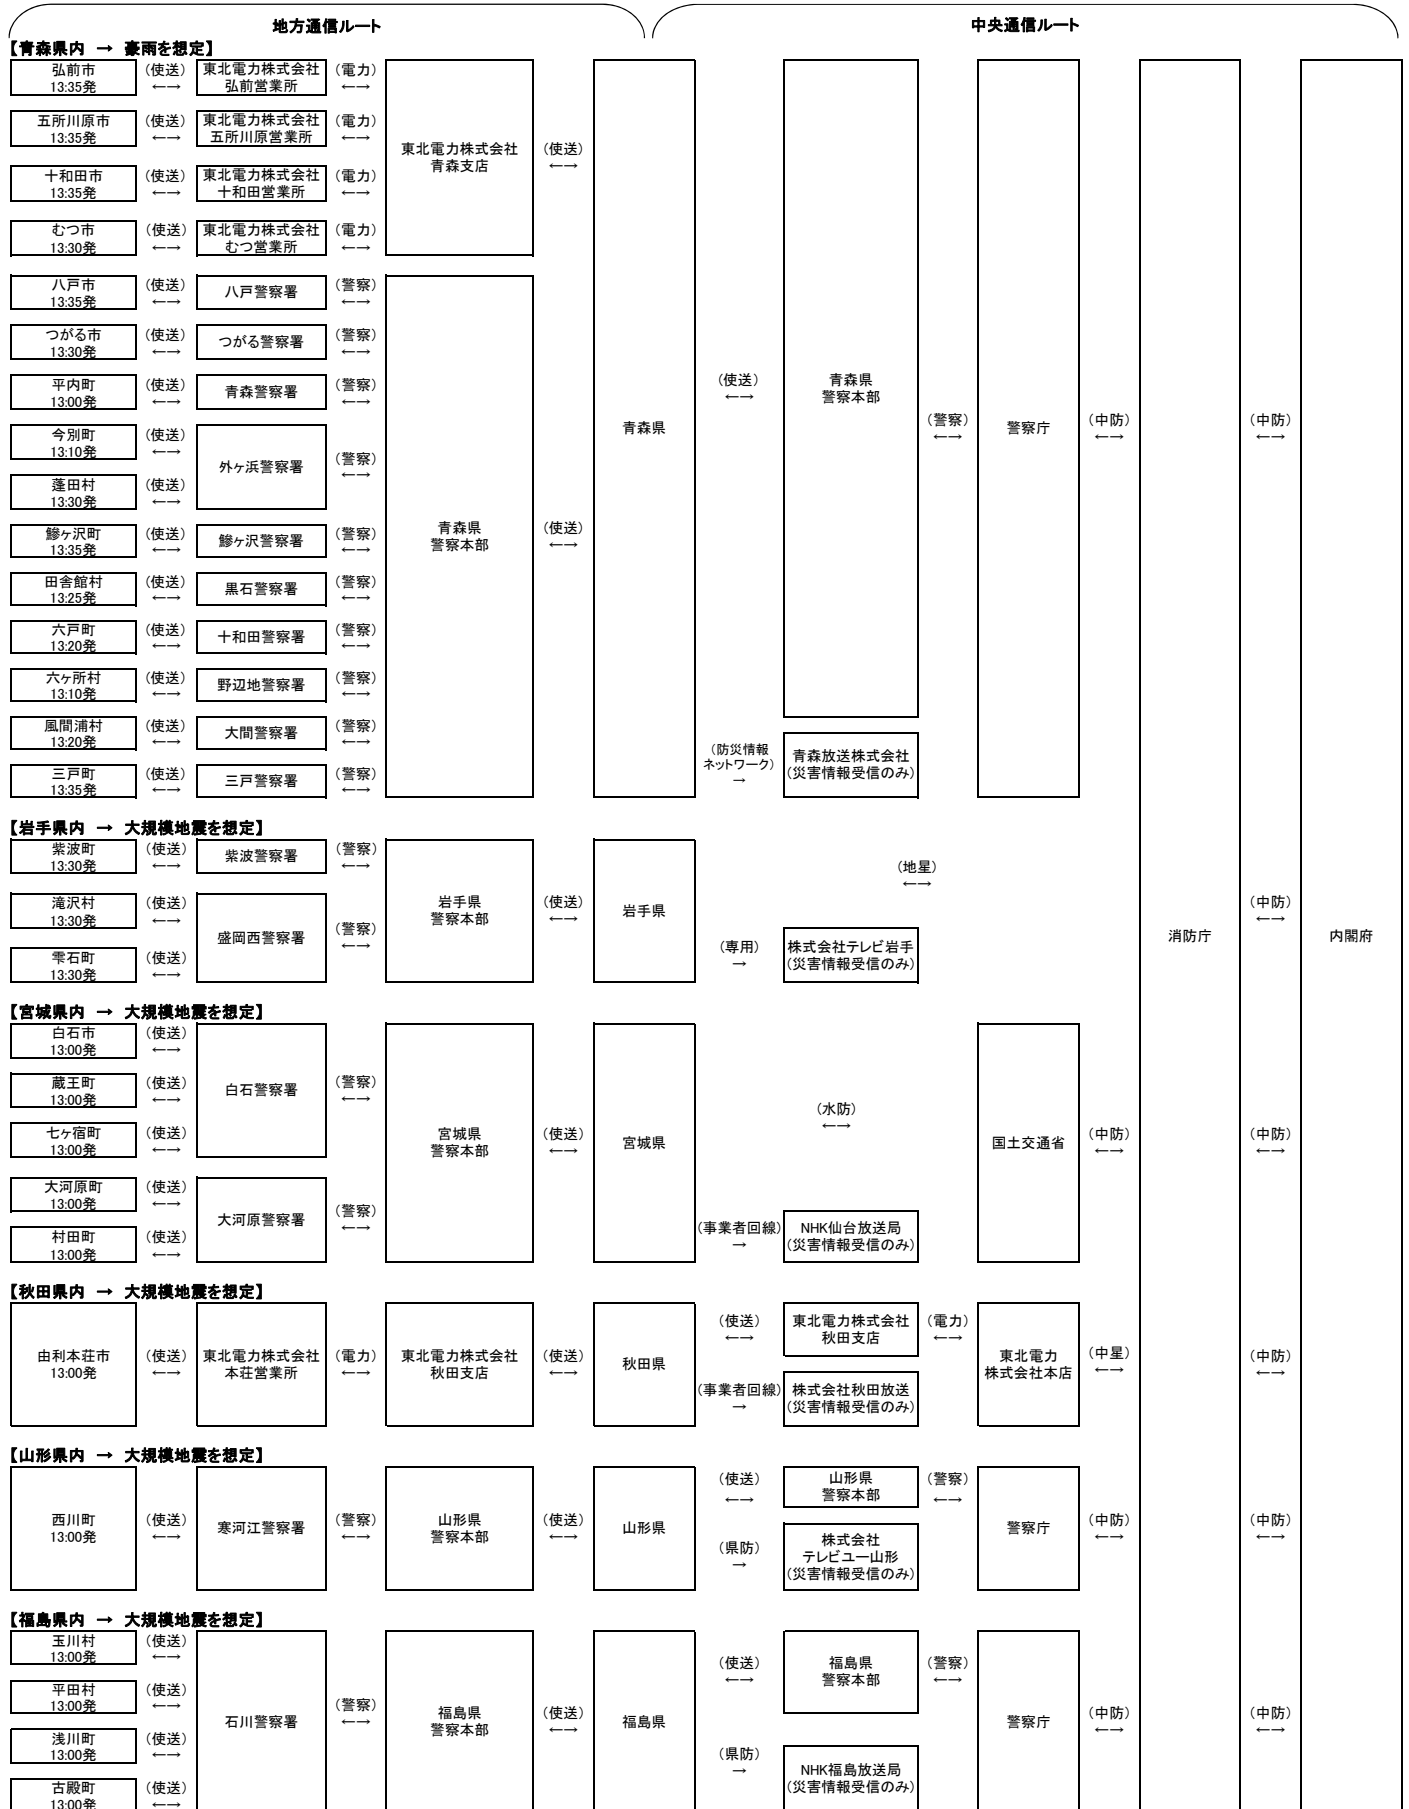 地方通信ルート
中央通信ルート
【青森県内 → 豪雨を想定】
弘前市
13:35発
(使送)
←→
東北電力株式会社
弘前営業所
(電力)
←→
五所川原市
13:35発
(使送)
←→
東北電力株式会社
五所川原営業所
(電力)
←→
十和田市
13:35発
(使送)
←→
東北電力株式会社
十和田営業所
(電力)
←→
むつ市
13:30発
(使送)
←→
東北電力株式会社
むつ営業所
(電力)
←→
東北電力株式会社
青森支店
(使送)
←→
八戸市
13:35発
(使送)
←→
八戸警察署
(警察)
←→
つがる市
13:30発
(使送)
←→
つがる警察署
(警察)
←→
平内町
13:00発
(使送)
←→
青森警察署
(警察)
←→
今別町
13:10発
(使送)
←→
外ヶ浜警察署
(警察)
←→
蓬田村
13:30発
(使送)
←→
鰺ヶ沢町
13:35発
(使送)
←→
鰺ヶ沢警察署
(警察)
←→
田舎館村
13:25発
(使送)
←→
黒石警察署
(警察)
←→
六戸町
13:20発
(使送)
←→
十和田警察署
(警察)
←→
六ヶ所村
13:10発
(使送)
←→
野辺地警察署
(警察)
←→
風間浦村
13:20発
(使送)
←→
大間警察署
(警察)
←→
三戸町
13:35発
(使送)
←→
三戸警察署
(警察)
←→
青森県
警察本部
(使送)
←→
青森県
(使送)
←→
青森県
警察本部
(警察)
←→
警察庁
(中防)
←→
(中防)
←→
(防災情報
ネットワーク)
→
青森放送株式会社
(災害情報受信のみ)
【岩手県内 → 大規模地震を想定】
紫波町
13:30発
(使送)
←→
紫波警察署
(警察)
←→
滝沢村
13:30発
(使送)
←→
盛岡西警察署
(警察)
←→
雫石町
13:30発
(使送)
←→
岩手県
警察本部
(使送)
←→
岩手県
(地星)
←→
(専用)
→
株式会社テレビ岩手
(災害情報受信のみ)
(中防)
←→
消防庁
内閣府
【宮城県内 → 大規模地震を想定】
白石市
13:00発
(使送)
←→
蔵王町
13:00発
(使送)
←→
白石警察署
(警察)
←→
七ヶ宿町
13:00発
(使送)
←→
大河原町
13:00発
(使送)
←→
大河原警察署
(警察)
←→
村田町
13:00発
(使送)
←→
宮城県
警察本部
(使送)
←→
宮城県
(水防)
←→
(事業者回線)
→
NHK仙台放送局
(災害情報受信のみ)
国土交通省
(中防)
←→
(中防)
←→
【秋田県内 → 大規模地震を想定】
由利本荘市
13:00発
(使送)
←→
東北電力株式会社
本荘営業所
(電力)
←→
東北電力株式会社
秋田支店
(使送)
←→
秋田県
(使送)
←→
東北電力株式会社
秋田支店
(電力)
←→
(事業者回線)
→
株式会社秋田放送
(災害情報受信のみ)
東北電力
株式会社本店
(中星)
←→
(中防)
←→
【山形県内 → 大規模地震を想定】
西川町
13:00発
(使送)
←→
寒河江警察署
(警察)
←→
山形県
警察本部
(使送)
←→
山形県
(使送)
←→
山形県
警察本部
(警察)
←→
(県防)
→
株式会社
テレビユー山形
(災害情報受信のみ)
警察庁
(中防)
←→
(中防)
←→
【福島県内 → 大規模地震を想定】
玉川村
13:00発
(使送)
←→
平田村
13:00発
(使送)
←→
浅川町
13:00発
(使送)
←→
古殿町
13:00発
(使送)
←→
石川警察署
(警察)
←→
福島県
警察本部
(使送)
←→
福島県
(使送)
←→
福島県
警察本部
(警察)
←→
(県防)
→
NHK福島放送局
(災害情報受信のみ)
警察庁
(中防)
←→
(中防)
←→